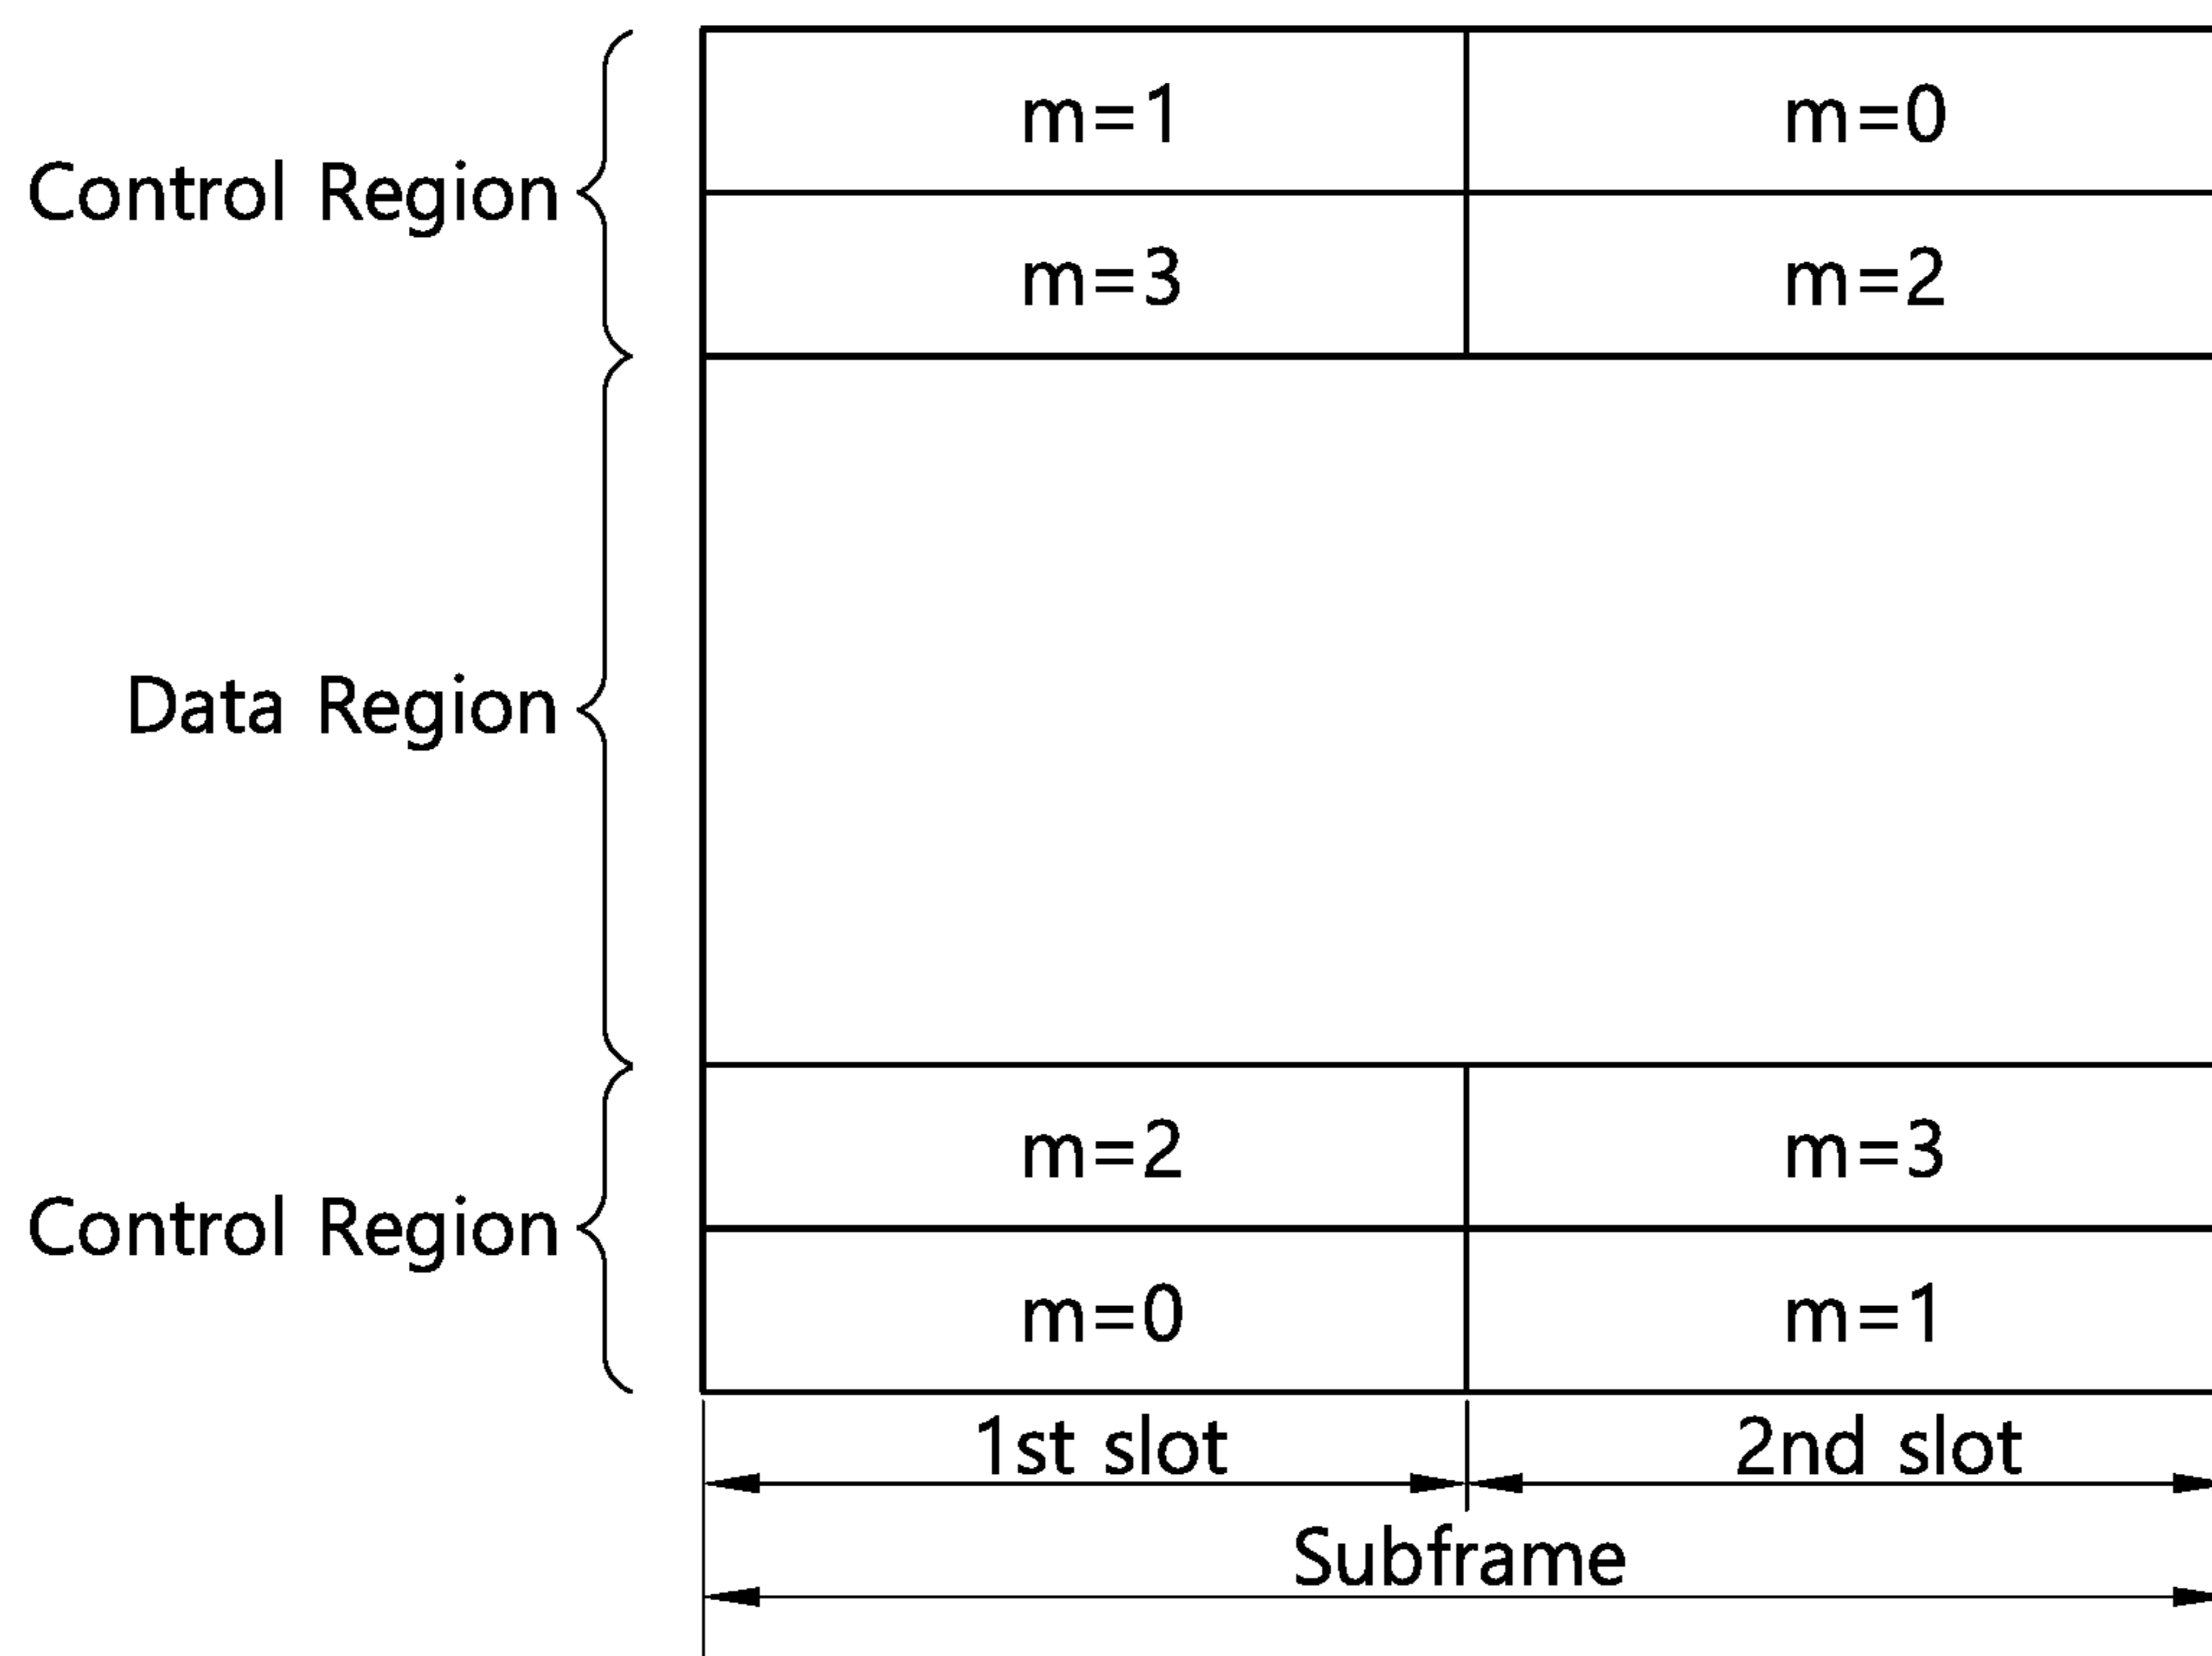 m=1 m=0
Control Region
m=3 m=2
Data Region
m=2 m=3
Control Region
m=0 m=1
1st slot 2nd slot
Subframe